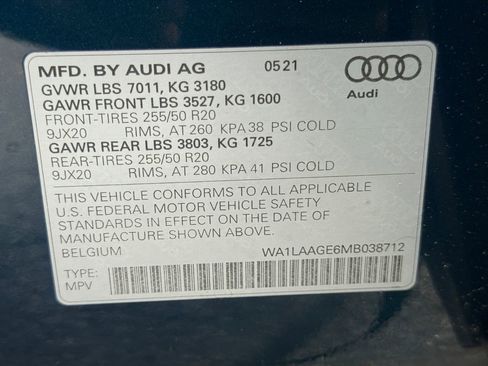 MFD. BY AUDI AG 05 21
GVWR LBS 7011, KG 3180
GAWR FRONT LBS 3527, KG 1600
FRONT-TIRES 255/50 R20
9JX20 RIMS, AT 260 KPA 38 PSI COLD
GAWR REAR LBS 3803, KG 1725
REAR-TIRES 255/50 R20
9JX20 RIMS, AT 280 KPA 41 PSI COLD
Audi
THIS VEHICLE CONFORMS TO ALL APPLICABLE
U.S. FEDERAL MOTOR VEHICLE SAFETY
STANDARDS IN EFFECT ON THE DATE OF
MANUFACTURE SHOWN ABOVE.
BELGIUM WA1LAAGE6MB038712
TYPE:
MPV